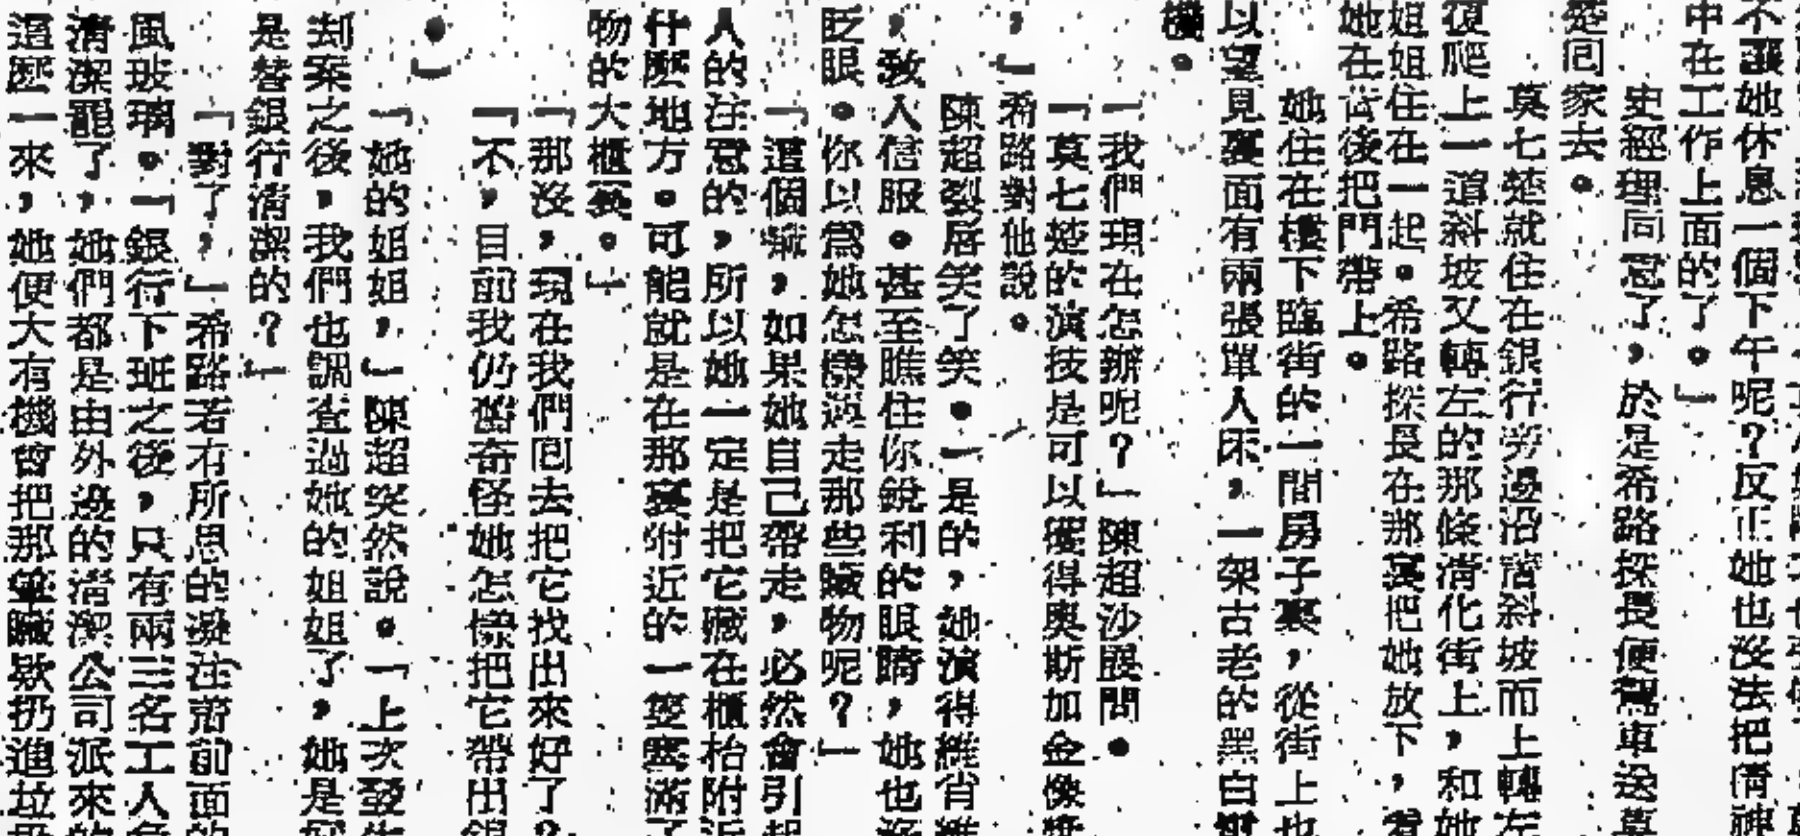 不讓她休息一個下午呢？反正她也沒法把精神
中在工作上面的了。」
史經理同意了，於是希路探長便駕車送莫
楚回家去。
莫七楚就住在銀行旁邊沿着斜坡而上轉左
復爬上一道斜坡又轉左的那條清化街上，和她
姐姐住在一起。希路探長在那裏把她放下，看
她在背後把門帶上。
她住在樓下臨街的一間房子裏，從街上也
以望見裏面有兩張單人床，一架古老的黑白電
機。
「我們現在怎辦呢？」陳超沙展問。
「莫七楚的演技是可以獲得奧斯加金像獎
，」希路對他說。
陳超裂唇笑了笑。「是的，她演得維肖維
，教人信服。甚至瞧住你銳利的眼睛，她也
眨眼。你以爲她怎樣送走那些贓物呢？」
「這個嘛，如果她自己帶走，必然會引起
人的注意的，所以她一定是把它藏在櫃枱附近
什麼地方。可能就是在那裏附近的一隻塞滿了
物的大櫃裏。」
「那沒，現在我們回去把它找出來好了？
「不，目前我仍舊奇怪她怎樣把它帶出銀
。」
「她的姐姐，」陳超突然說。「上次發生
刦案之後，我們也調查過她的姐姐了，她是
是替銀行清潔的？」
「對了，」希路若有所思的凝注着前面的
風玻璃。「銀行下班之後，只有兩三名工人
清潔罷了，她們都是由外邊的清潔公司派來的
這麼一來，她便大有機會把那筆贓欵扔進垃